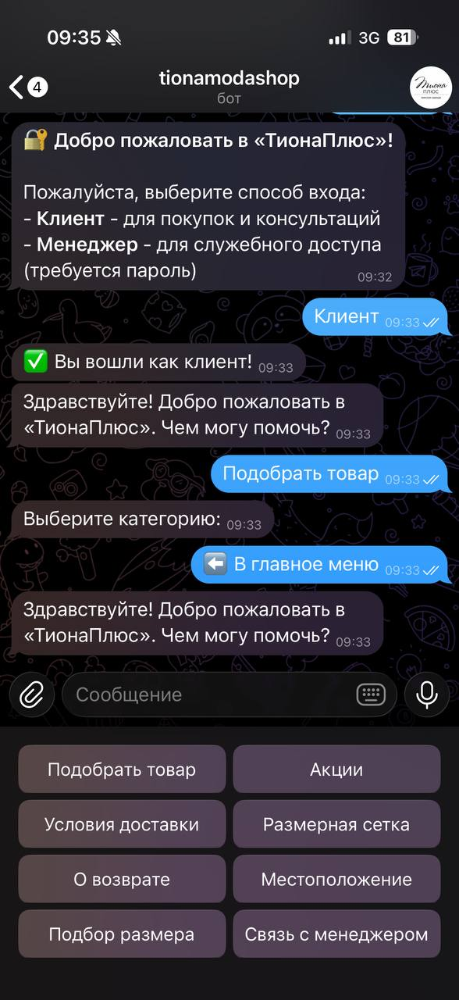 09:35
3G
81
4
tionamodashop
бот
Тиона
ПЛЮС
🔐 Добро пожаловать в «ТионаПлюс»!
Пожалуйста, выберите способ входа:
- Клиент - для покупок и консультаций
- Менеджер - для служебного доступа
(требуется пароль)
09:32
Клиент 09:33
✅ Вы вошли как клиент! 09:33
Здравствуйте! Добро пожаловать в
«ТионаПлюс». Чем могу помочь? 09:33
Подобрать товар 09:33
Выберите категорию: 09:33
⬅️ В главное меню 09:33
Здравствуйте! Добро пожаловать в
«ТионаПлюс». Чем могу помочь? 09:33
Сообщение
Подобрать товар
Акции
Условия доставки
Размерная сетка
О возврате
Местоположение
Подбор размера
Связь с менеджером